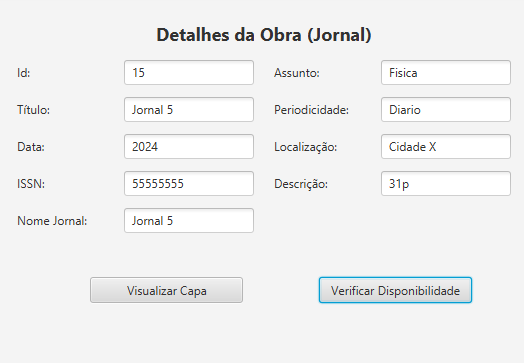 Detalhes da Obra (Jornal)
Id: 15 Assunto: Fisica
Título: Jornal 5 Periodicidade: Diario
Data: 2024 Localização: Cidade X
ISSN: 55555555 Descrição: 31p
Nome Jornal: Jornal 5
Visualizar Capa Verificar Disponibilidade